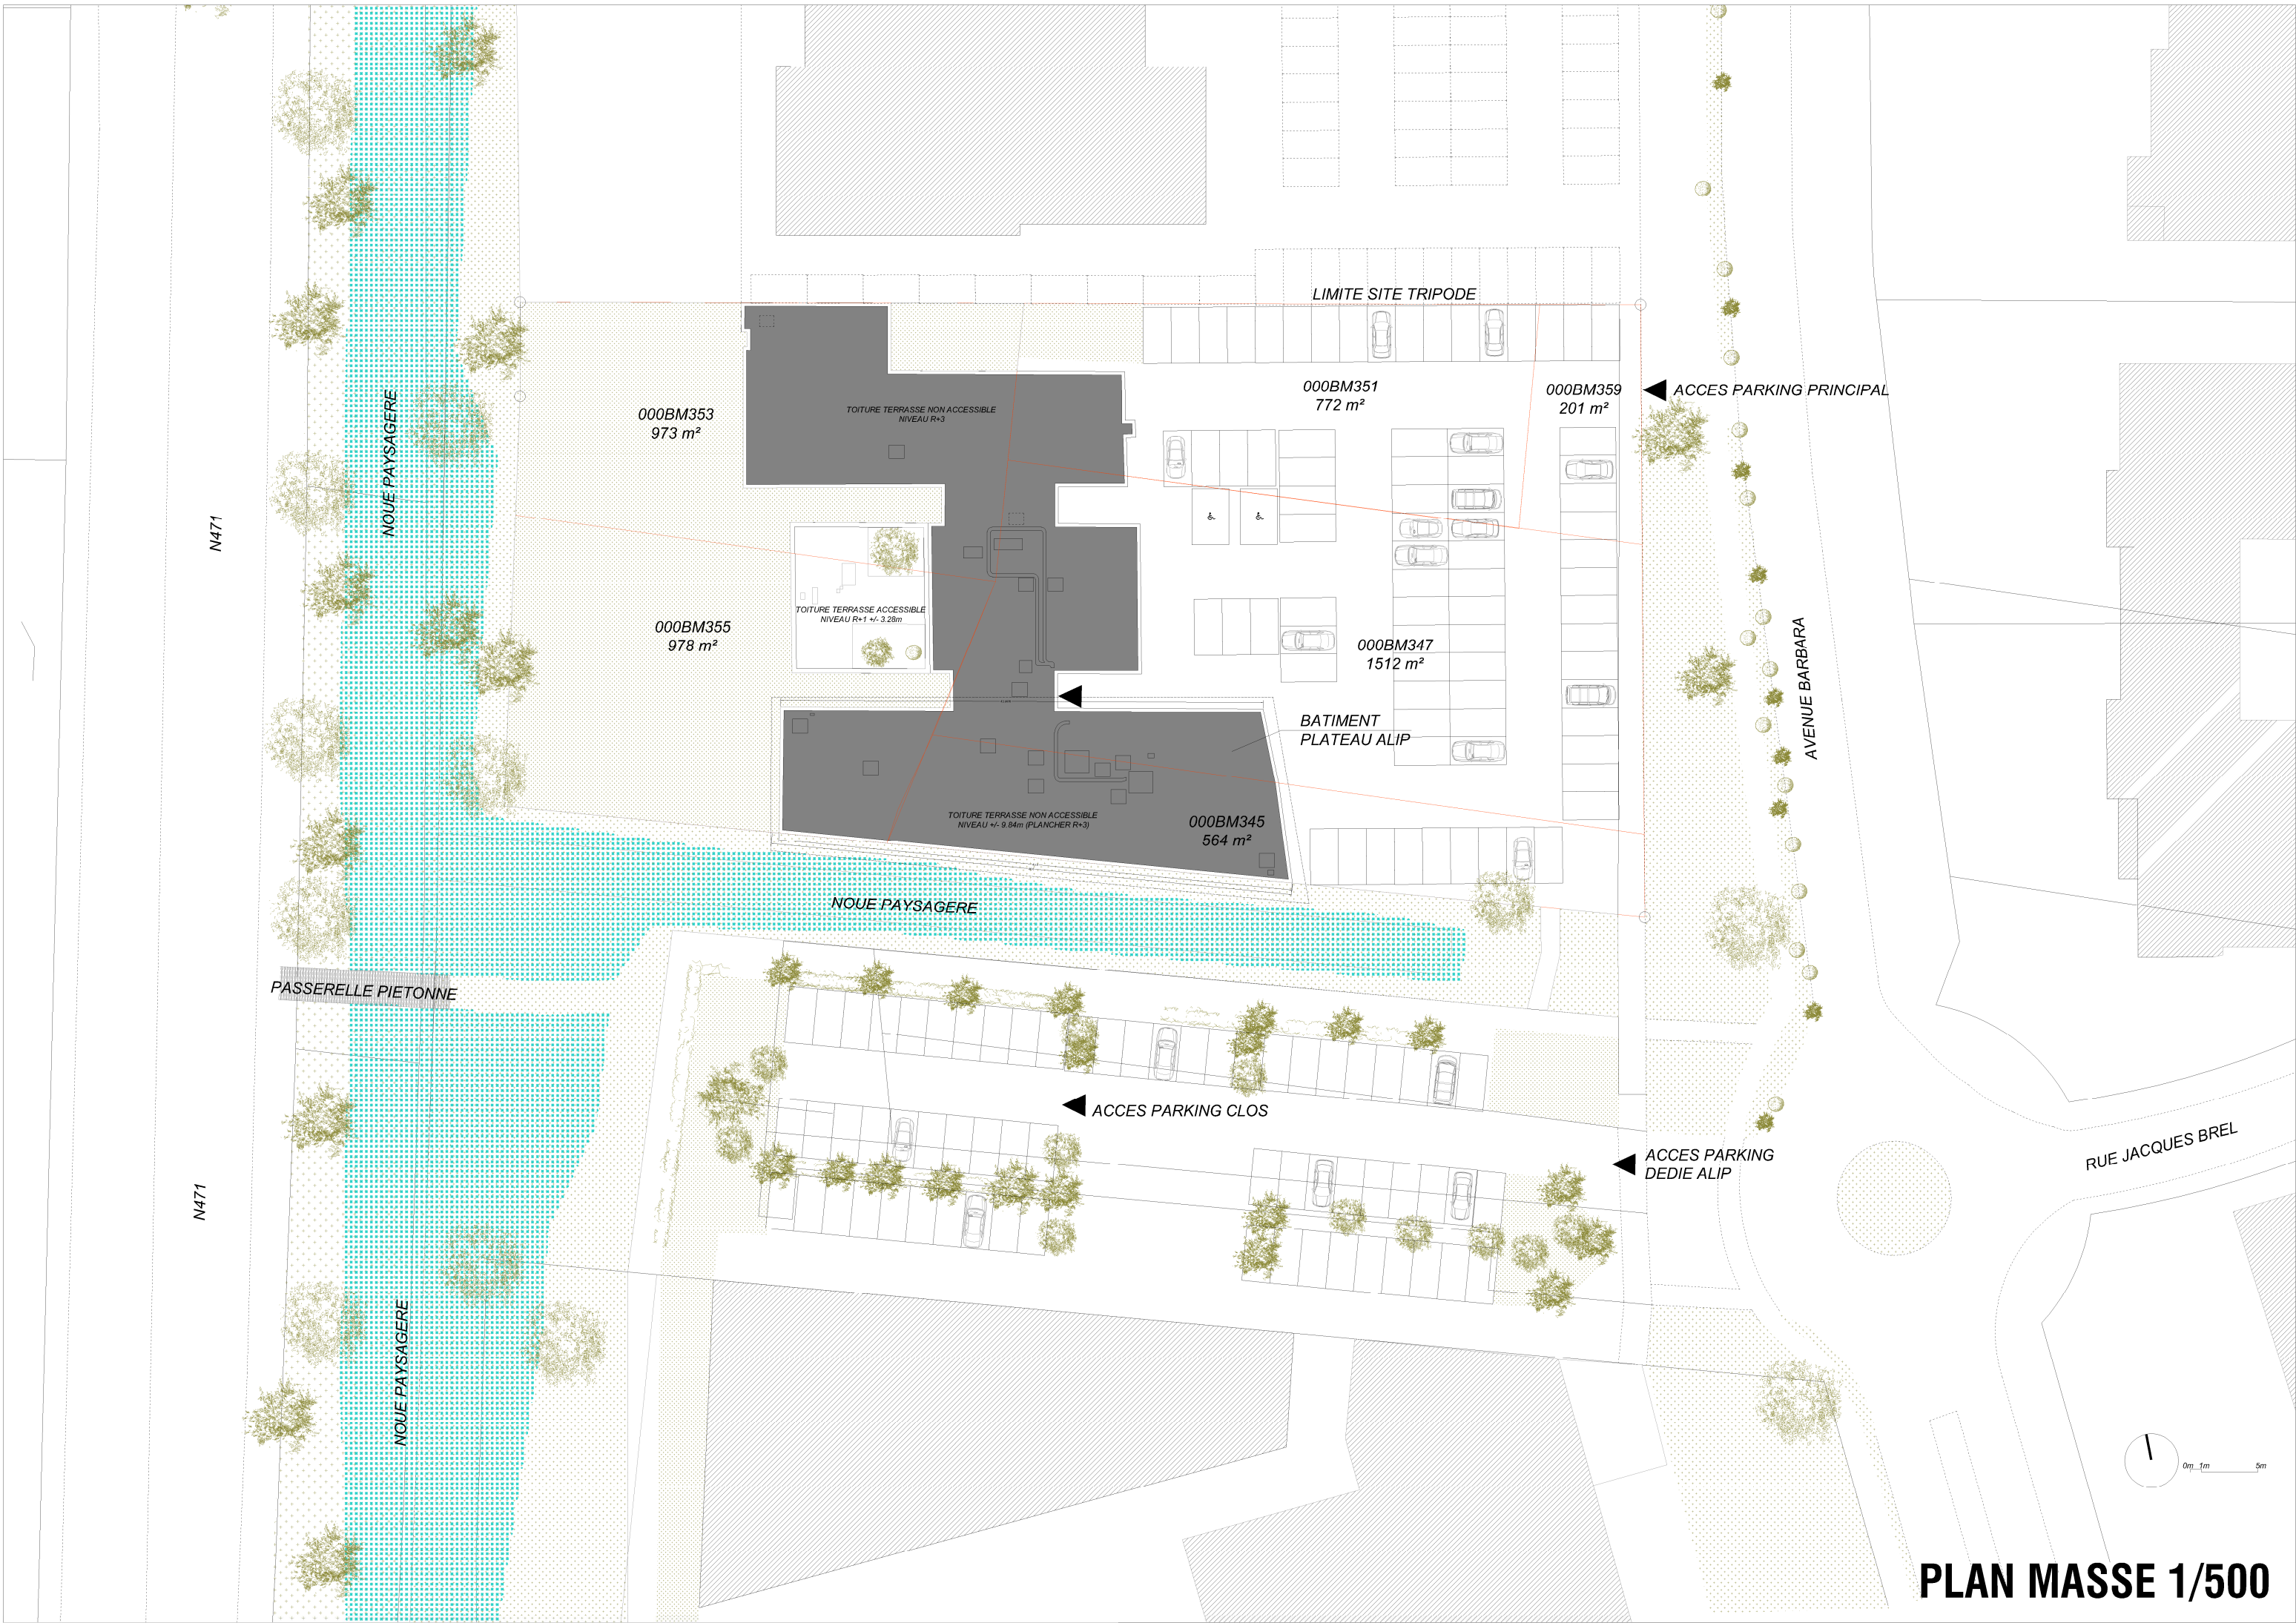 LIMITE SITE TRIPODE
000BM351
772 m²
000BM359
201 m²
ACCES PARKING PRINCIPAL
000BM353
973 m²
TOITURE TERRASSE NON ACCESSIBLE
NIVEAU R+3
NOUE PAYSAGERE
N471
TOITURE TERRASSE ACCESSIBLE
NIVEAU R+1 +/- 3.28m
000BM355
978 m²
000BM347
1512 m²
AVENUE BARBARA
BATIMENT
PLATEAU ALIP
TOITURE TERRASSE NON ACCESSIBLE
NIVEAU +/- 9.84m (PLANCHER R+3)
000BM345
564 m²
NOUE PAYSAGERE
PASSERELLE PIETONNE
ACCES PARKING CLOS
ACCES PARKING
DEDIE ALIP
RUE JACQUES BREL
N471
NOUE PAYSAGERE
0m 1m 5m
PLAN MASSE 1/500